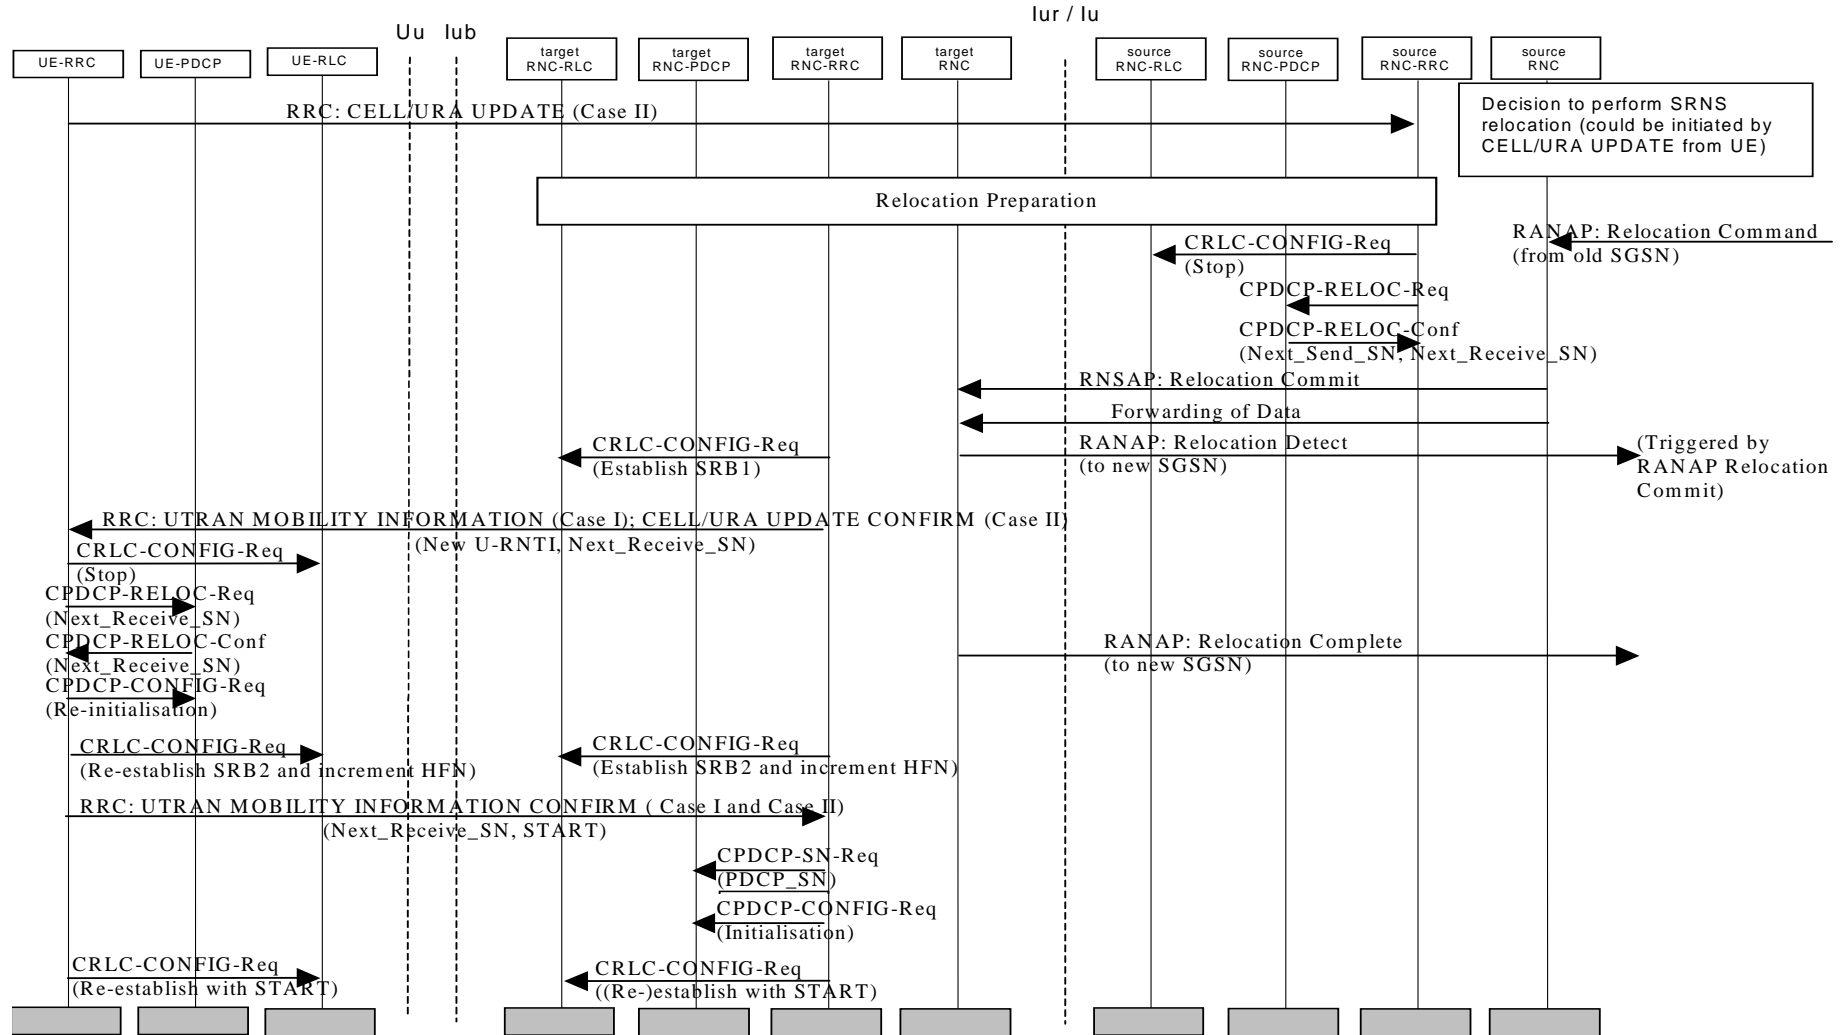 Iur / Iu
Uu Iub
UE-RRC
UE-PDCP
UE-RLC
target
RNC-RLC
target
RNC-PDCP
target
RNC-RRC
target
RNC
source
RNC-RLC
source
RNC-PDCP
source
RNC-RRC
source
RNC
RRC: CELL/URA UPDATE (Case II)
Decision to perform SRNS
relocation (could be initiated by
CELL/URA UPDATE from UE)
Relocation Preparation
RANAP: Relocation Command
(from old SGSN)
CRLC-CONFIG-Req
(Stop)
CPDCP-RELOC-Req
CPDCP-RELOC-Conf
(Next_Send_SN, Next_Receive_SN)
RNSAP: Relocation Commit
Forwarding of Data
CRLC-CONFIG-Req
(Establish SRB1)
RANAP: Relocation Detect
(to new SGSN)
(Triggered by
RANAP Relocation
Commit)
RRC: UTRAN MOBILITY INFORMATION (Case I); CELL/URA UPDATE CONFIRM (Case II)
(New U-RNTI, Next_Receive_SN)
CRLC-CONFIG-Req
(Stop)
CPDCP-RELOC-Req
(Next_Receive_SN)
CPDCP-RELOC-Conf
(Next_Receive_SN)
RANAP: Relocation Complete
(to new SGSN)
CPDCP-CONFIG-Req
(Re-initialisation)
CRLC-CONFIG-Req
(Re-establish SRB2 and increment HFN)
CRLC-CONFIG-Req
(Establish SRB2 and increment HFN)
RRC: UTRAN MOBILITY INFORMATION CONFIRM ( Case I and Case II)
(Next_Receive_SN, START)
CPDCP-SN-Req
(PDCP_SN)
CPDCP-CONFIG-Req
(Initialisation)
CRLC-CONFIG-Req
(Re-establish with START)
CRLC-CONFIG-Req
((Re-)establish with START)